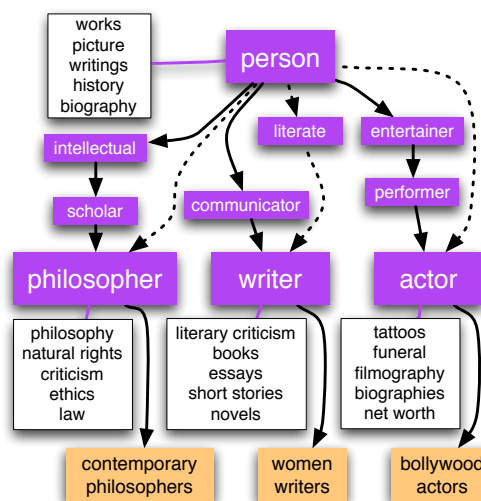 works
picture
writings
history
biography
person
intellectual
literate
entertainer
scholar
communicator
performer
philosopher
writer
actor
philosophy
natural rights
criticism
ethics
law
literary criticism
books
essays
short stories
novels
tattoos
funeral
filmography
biographies
net worth
contemporary
philosophers
women
writers
bollywood
actors